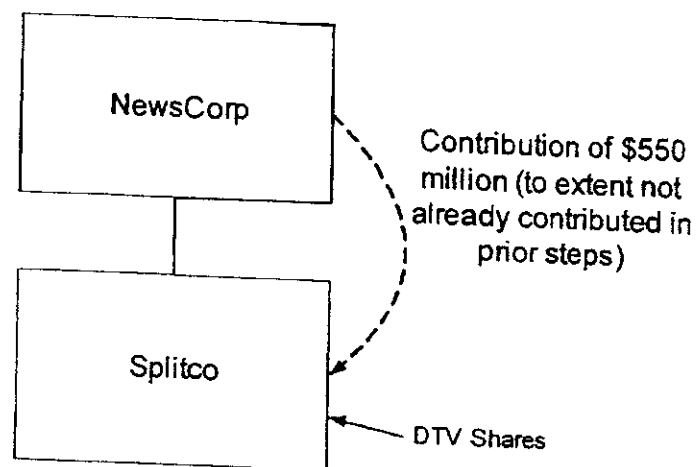 NewsCorp
Contribution of $550
million (to extent not
already contributed in
prior steps)
Splitco
DTV Shares